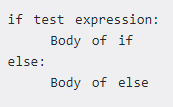 if test expression:
    Body of if
else:
    Body of else